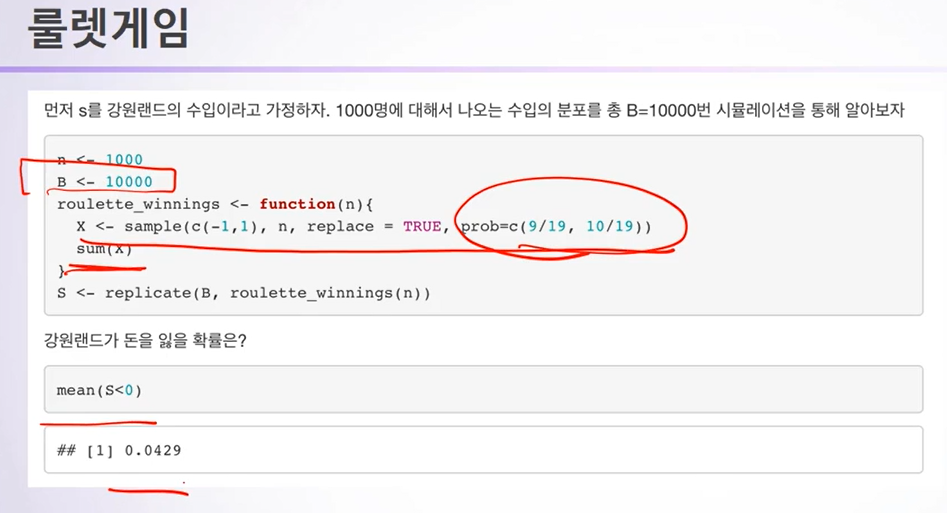 룰렛게임
먼저 s를 강원랜드의 수입이라고 가정하자. 1000명에 대해서 나오는 수입의 분포를 총 B=10000번 시뮬레이션을 통해 알아보자
n <- 1000
B <- 10000
roulette_winnings <- function(n){
X <- sample(c(-1,1), n, replace = TRUE, prob=c(9/19, 10/19))
sum(X)
}
S <- replicate(B, roulette_winnings(n))
강원랜드가 돈을 잃을 확률은?
mean(S<0)
## [1] 0.0429